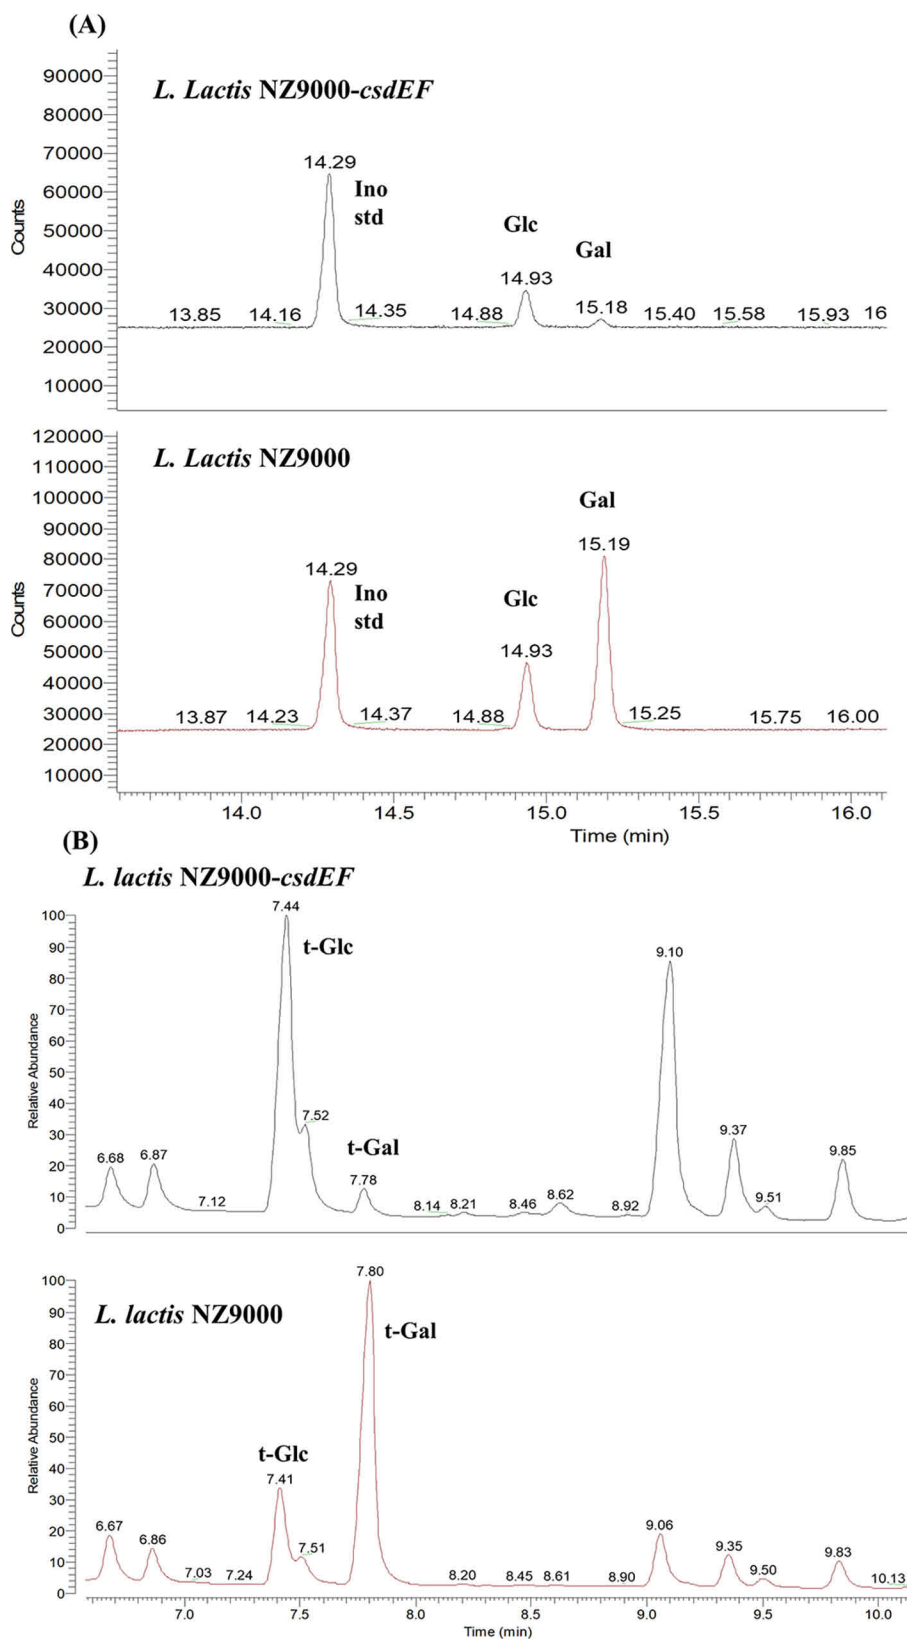 (A)
L. Lactis NZ9000-csdEF
90000
80000
70000
60000
50000
40000
30000
20000
10000
Counts
14.29
Ino
std
Glc
Gal
14.93
15.18
13.85 14.16 14.35 14.88 15.40 15.58 15.93 16
L. Lactis NZ9000
120000
110000
100000
90000
80000
70000
60000
50000
40000
30000
20000
10000
Counts
14.29
Ino
std
Glc
14.93
Gal
15.19
13.87 14.23 14.37 14.88 15.25 15.75 16.00
14.0 14.5 15.0 15.5 16.0
Time (min)
(B)
L. lactis NZ9000-csdEF
100
90
80
70
60
50
40
30
20
10
0
Relative Abundance
7.44
t-Glc
9.10
7.52
t-Gal
6.68 6.87 7.12 7.78 8.14 8.21 8.46 8.62 8.92 9.37 9.51 9.85
L. lactis NZ9000
100
90
80
70
60
50
40
30
20
10
0
Relative Abundance
7.80
t-Gal
t-Glc
7.41
6.67 6.86 7.03 7.24 7.51 8.20 8.45 8.61 8.90 9.06 9.35 9.50 9.83 10.13
7.0 7.5 8.0 8.5 9.0 9.5 10.0
Time (min)